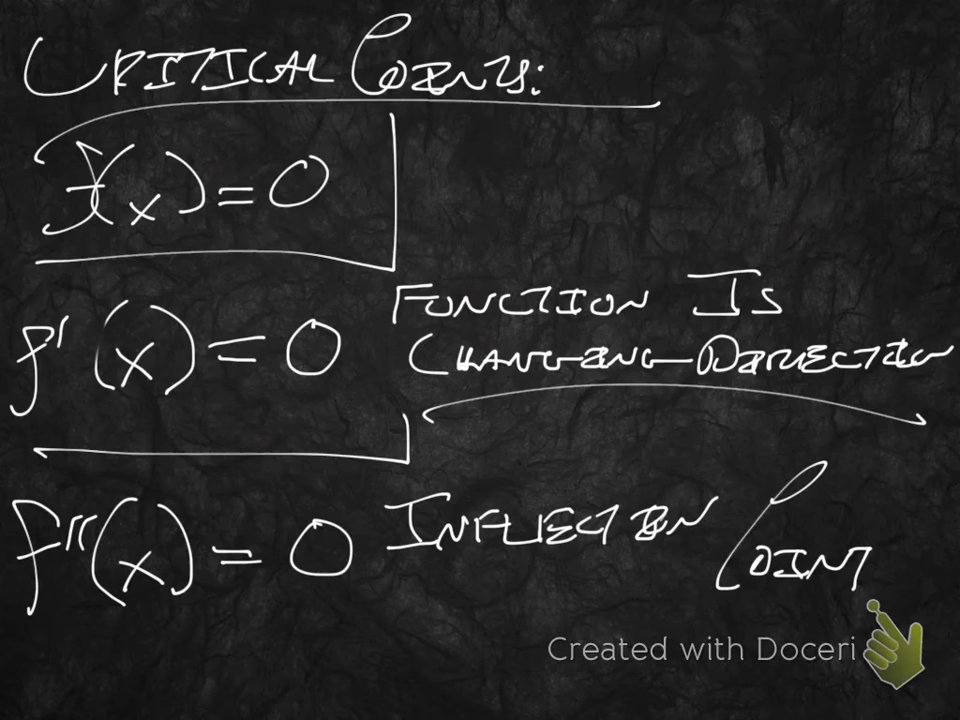 CRITICAL POINTS:
f(x) = 0
f'(x) = 0 FUNCTION IS
CHANGING DIRECTION
f''(x) = 0 INFLECTION POINT
Created with Doceri